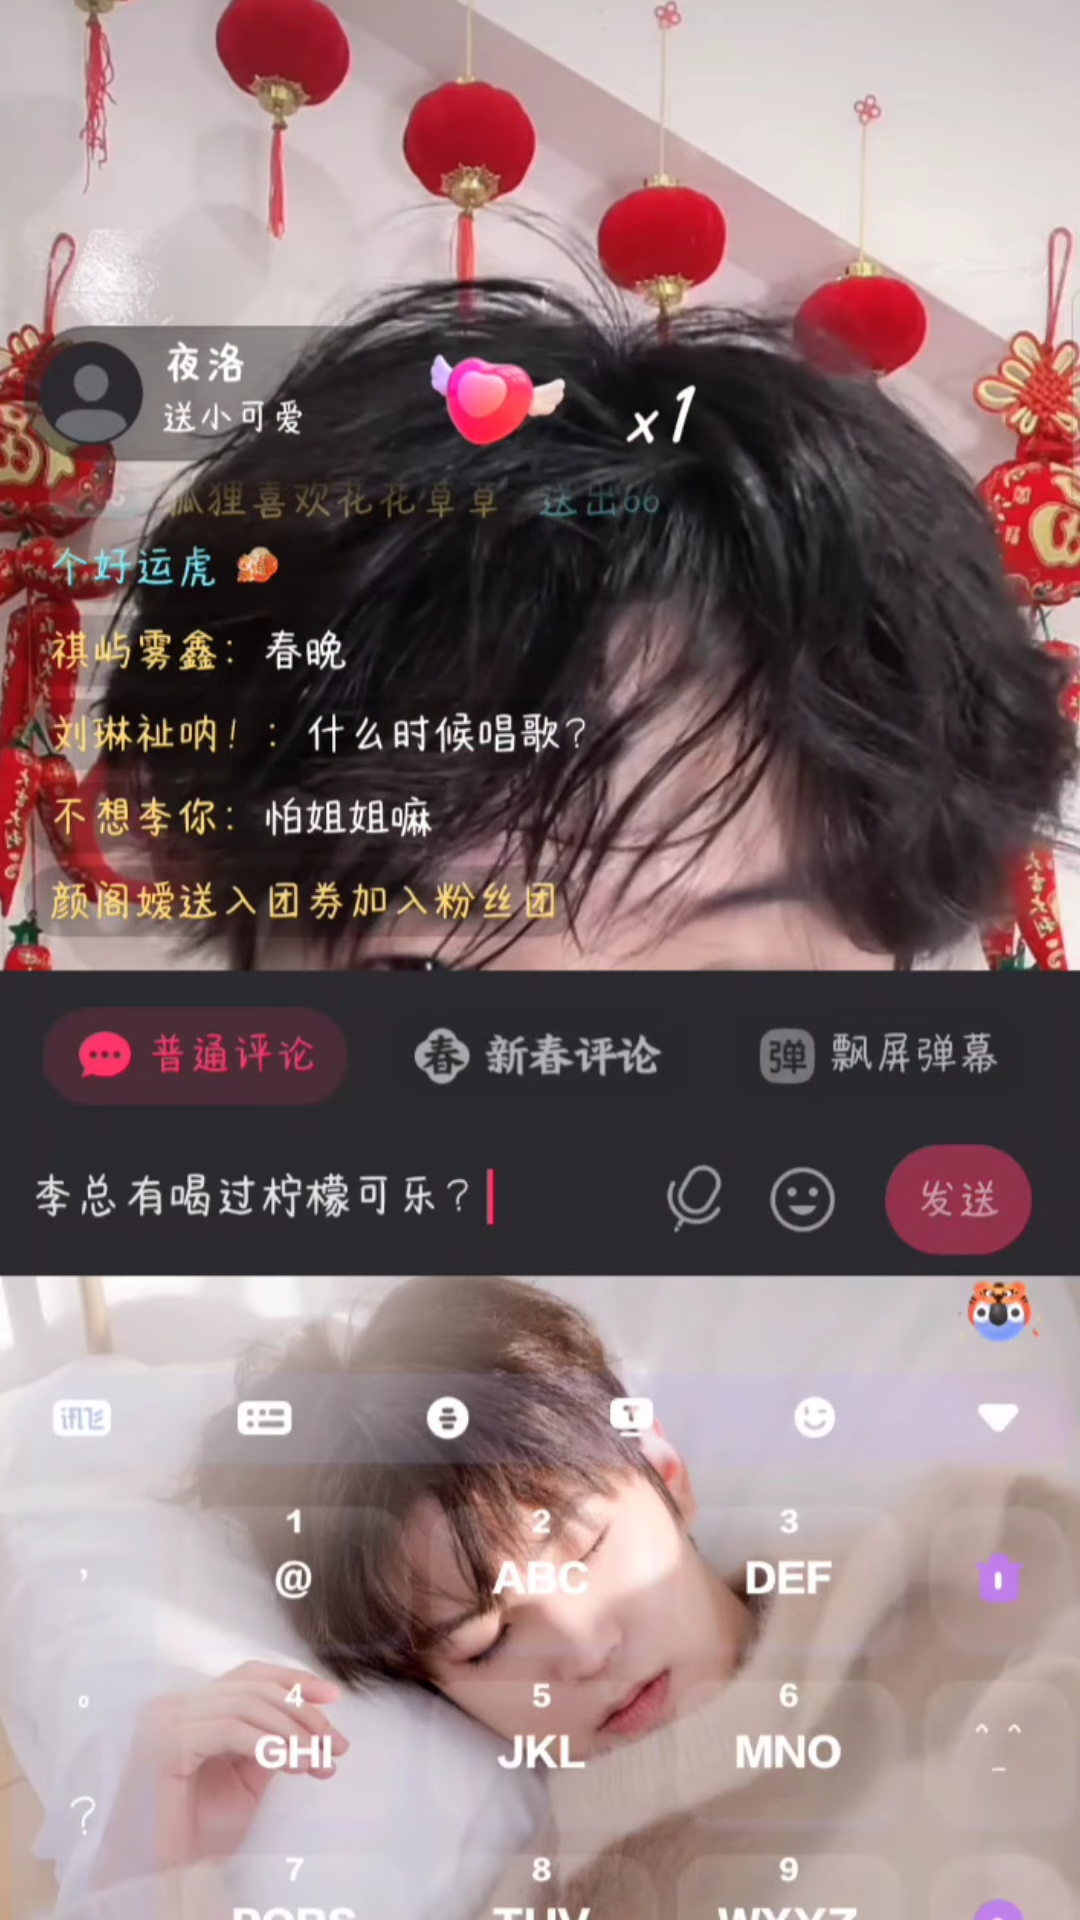 夜洛
送小可爱
x1
狐狸喜欢花花草草 送出66
个好运虎
祺屿雾鑫：春晚
刘琳祉呐！：什么时候唱歌？
不想李你：怕姐姐嘛
颜阁嫒送入团券加入粉丝团
普通评论
春 新春评论
弹 飘屏弹幕
李总有喝过柠檬可乐？
发送
讯飞
1 2 3
， @ ABC DEF
。 4 5 6
GHI JKL MNO ^_^
？
7 8 9
PQRS TUV WXYZ